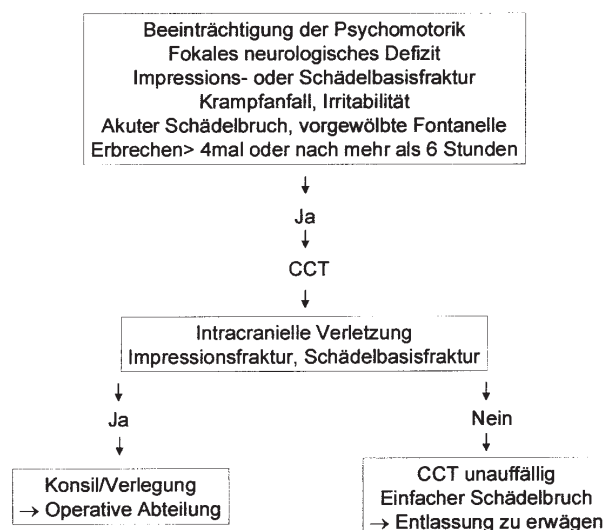 Beeinträchtigung der Psychomotorik
Fokales neurologisches Defizit
Impressions- oder Schädelbasisfraktur
Krampfanfall, Irritabilität
Akuter Schädelbruch, vorgewölbte Fontanelle
Erbrechen> 4mal oder nach mehr als 6 Stunden
↓
Ja
↓
CCT
↓
Intracranielle Verletzung
Impressionsfraktur, Schädelbasisfraktur
↓ ↓
Ja Nein
↓ ↓
Konsil/Verlegung
→ Operative Abteilung
CCT unauffällig
Einfacher Schädelbruch
→ Entlassung zu erwägen